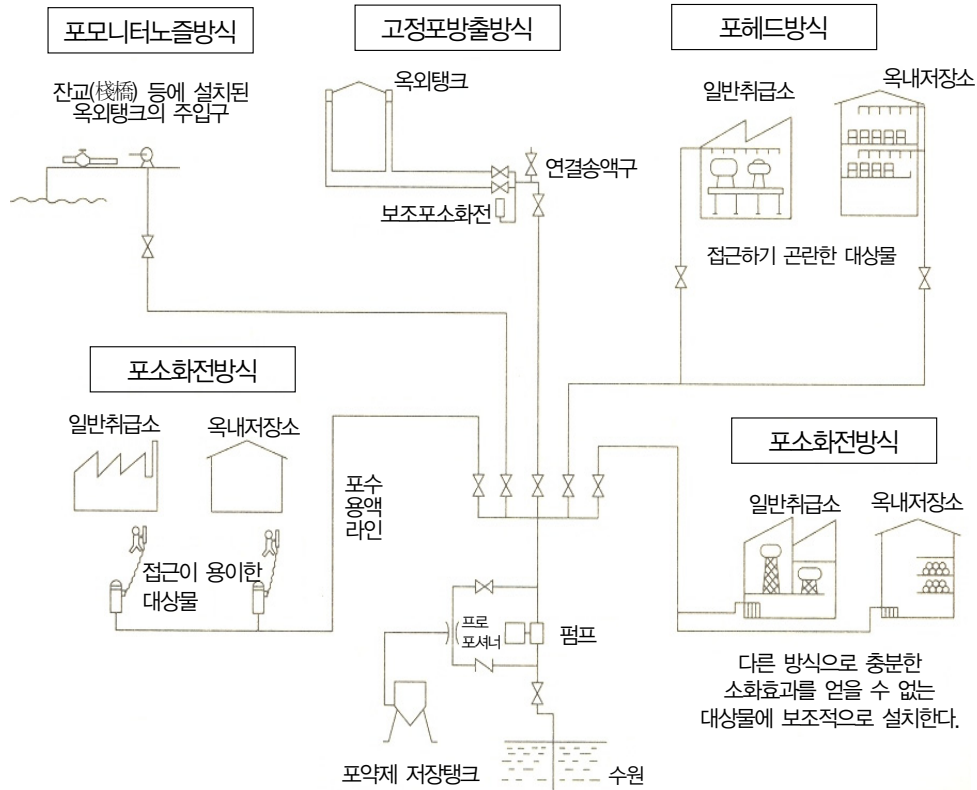 포모니터노즐방식
잔교(棧橋) 등에 설치된
옥외탱크의 주입구
고정포방출방식
옥외탱크
연결송액구
보조포소화전
포헤드방식
일반취급소
옥내저장소
접근하기 곤란한 대상물
포소화전방식
일반취급소
옥내저장소
접근이 용이한
대상물
포수
용액
라인
포소화전방식
일반취급소
옥내저장소
다른 방식으로 충분한
소화효과를 얻을 수 없는
대상물에 보조적으로 설치한다.
프로
포셔너
펌프
포약제 저장탱크
수원